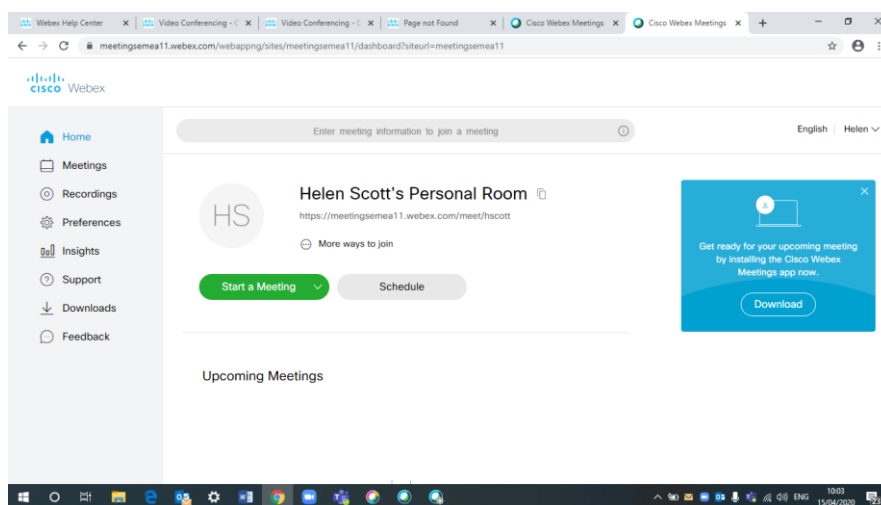 Webex Help Center
Video Conferencing - C
Video Conferencing - C
Page not Found
Cisco Webex Meetings
Cisco Webex Meetings
meetingsemea11.webex.com/webappng/sites/meetingsemea11/dashboard?siteurl=meetingsemea11
CISCO Webex
Home
Enter meeting information to join a meeting
English
Helen
Meetings
Recordings
Preferences
Insights
Support
Downloads
Feedback
HS
Helen Scott's Personal Room
https://meetingsemea11.webex.com/meet/hscott
More ways to join
Start a Meeting
Schedule
Get ready for your upcoming meeting
by installing the Cisco Webex
Meetings app now.
Download
Upcoming Meetings
ENG
10:03
15/04/2020
23